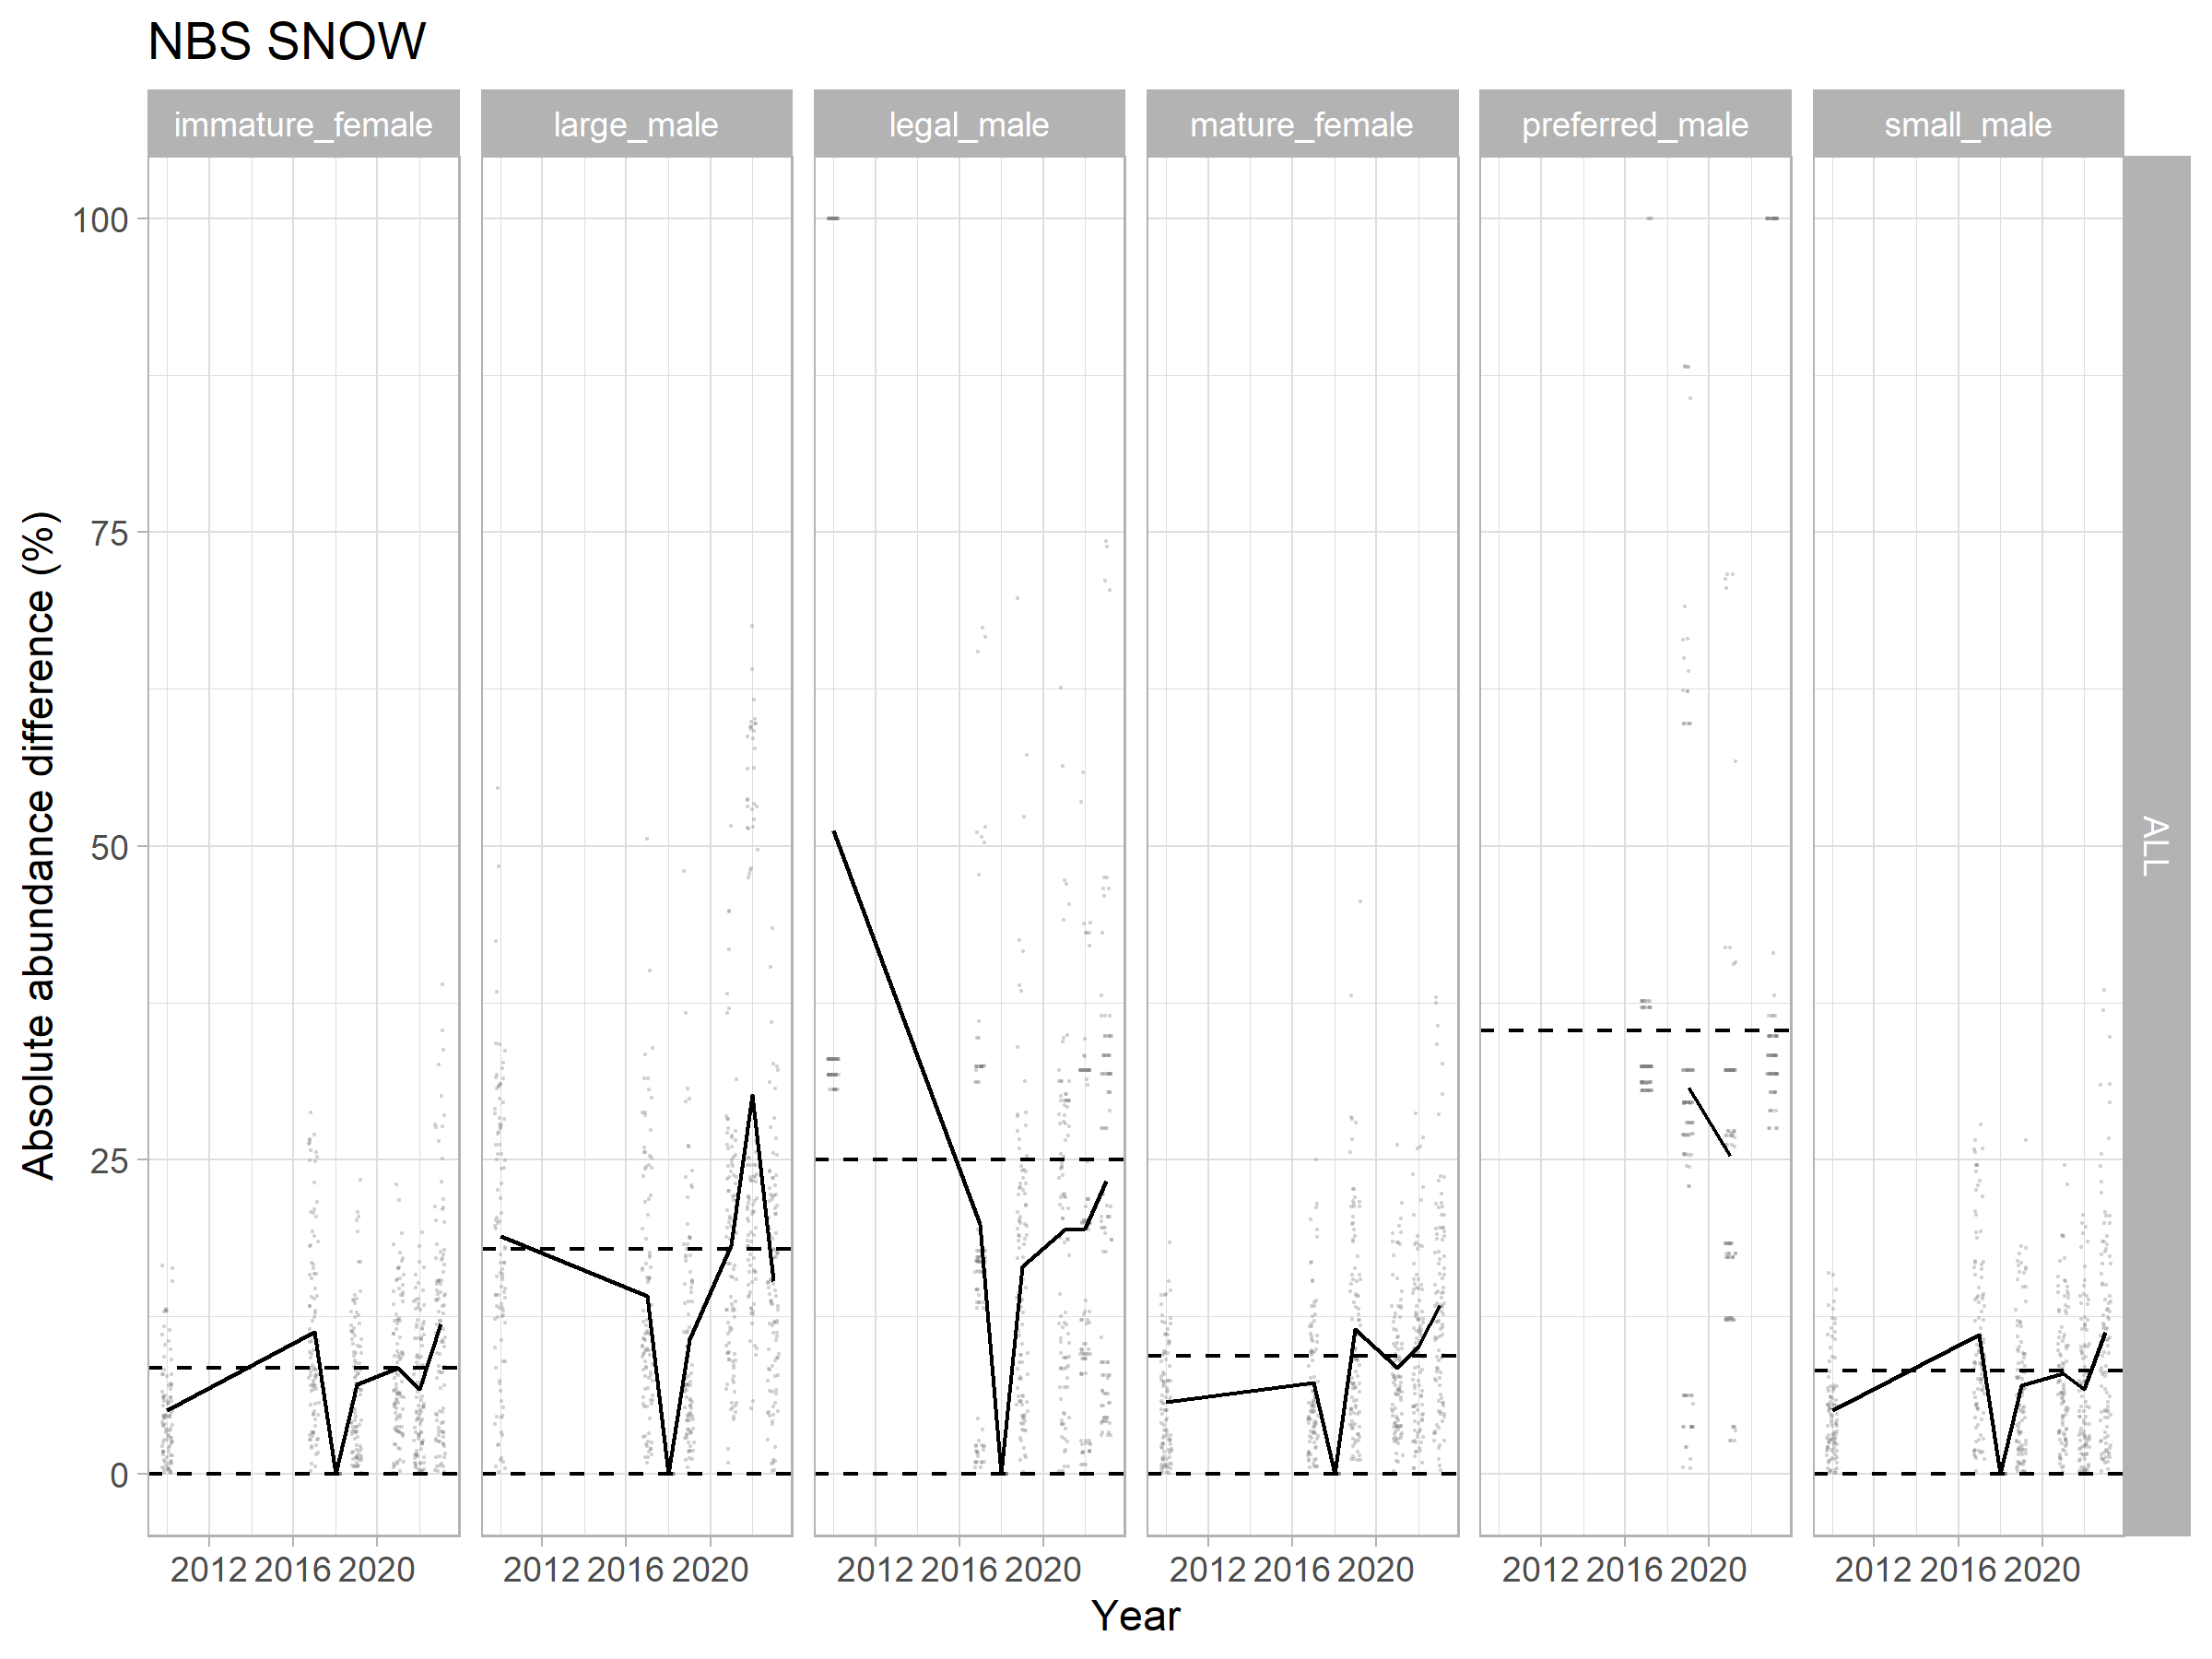 NBS SNOW
immature_female large_male legal_male mature_female preferred_male small_male
100
75
50
25
0
Absolute abundance difference (%)
ALL
2012 2016 2020 2012 2016 2020 2012 2016 2020 2012 2016 2020 2012 2016 2020 2012 2016 2020
Year